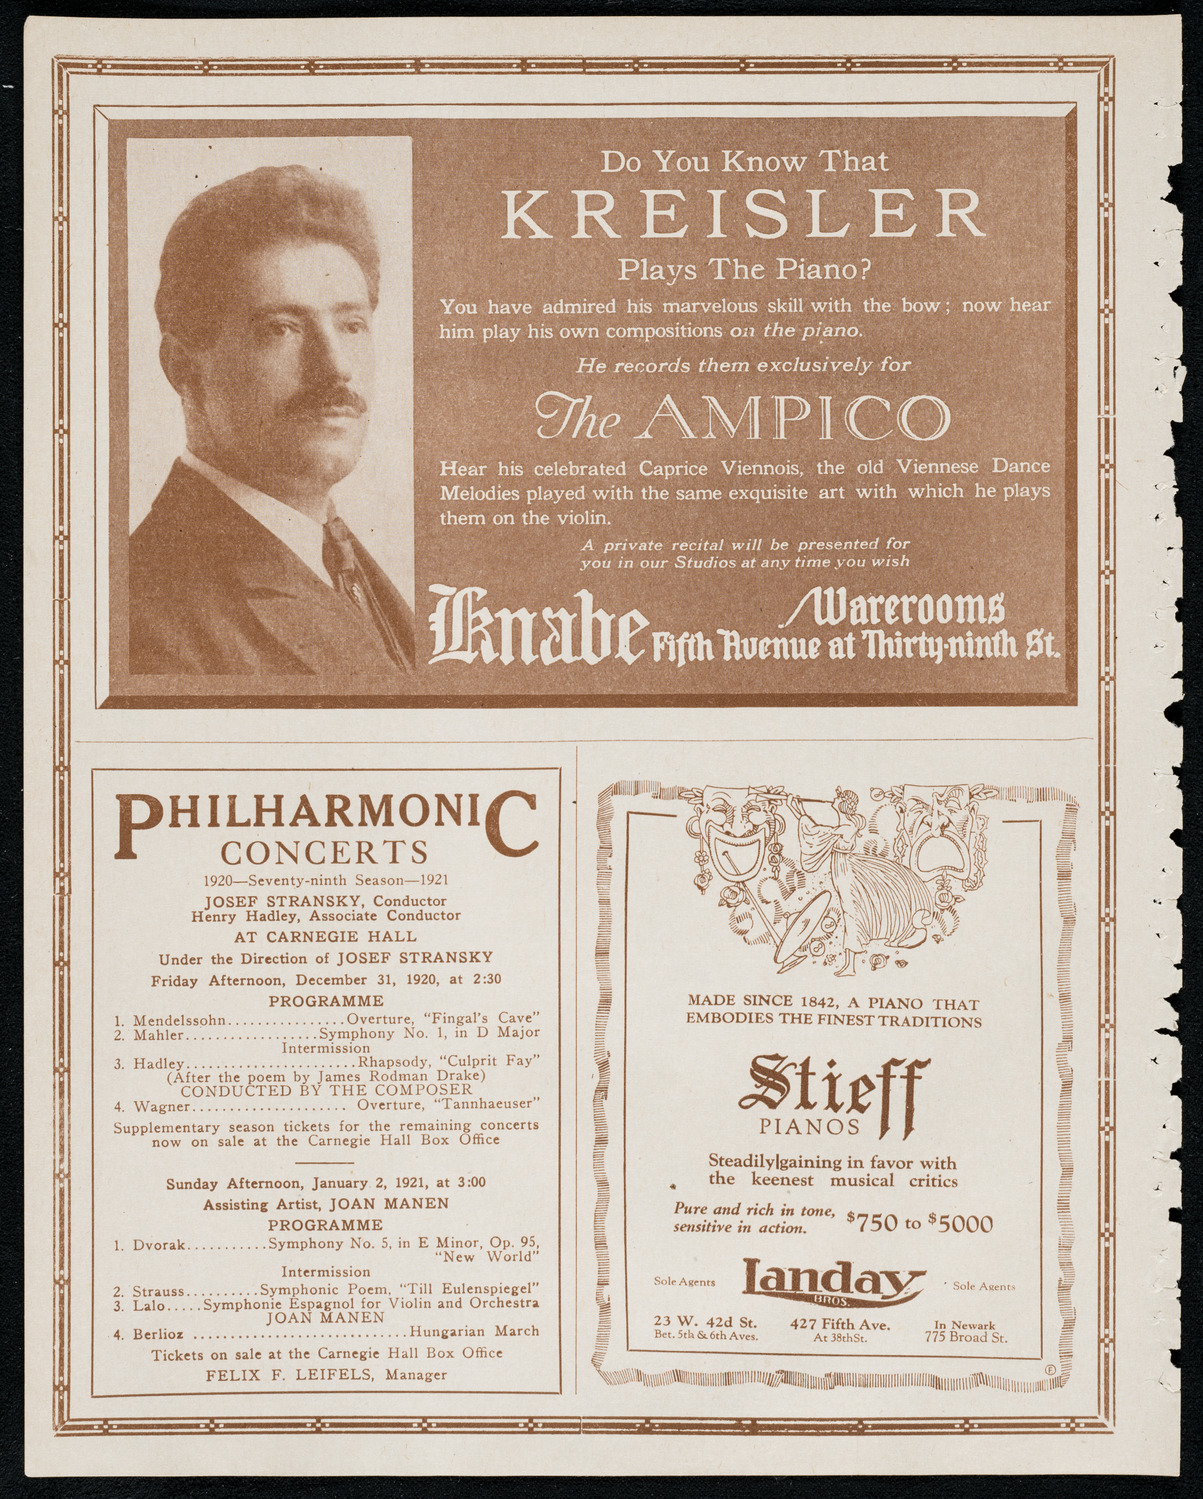 Do You Know That
KREISLER
Plays The Piano?
You have admired his marvelous skill with the bow; now hear
him play his own compositions on the piano.
He records them exclusively for
The AMPICO
Hear his celebrated Caprice Viennois, the old Viennese Dance
Melodies played with the same exquisite art with which he plays
them on the violin.
A private recital will be presented for
you in our Studios at any time you wish
Knabe Warerooms
Fifth Avenue at Thirty-ninth St.
PHILHARMONIC
CONCERTS
1920—Seventy-ninth Season—1921
JOSEF STRANSKY, Conductor
Henry Hadley, Associate Conductor
AT CARNEGIE HALL
Under the Direction of JOSEF STRANSKY
Friday Afternoon, December 31, 1920, at 2:30
PROGRAMME
1. Mendelssohn................Overture, "Fingal's Cave"
2. Mahler..................Symphony No. 1, in D Major
Intermission
3. Hadley.......................Rhapsody, "Culprit Fay"
(After the poem by James Rodman Drake)
CONDUCTED BY THE COMPOSER
4. Wagner..................... Overture, "Tannhaeuser"
Supplementary season tickets for the remaining concerts
now on sale at the Carnegie Hall Box Office
Sunday Afternoon, January 2, 1921, at 3:00
Assisting Artist, JOAN MANEN
PROGRAMME
1. Dvorak...........Symphony No. 5, in E Minor, Op. 95,
"New World"
Intermission
2. Strauss..........Symphonic Poem, "Till Eulenspiegel"
3. Lalo.....Symphonie Espagnol for Violin and Orchestra
JOAN MANEN
4. Berlioz .............................Hungarian March
Tickets on sale at the Carnegie Hall Box Office
FELIX F. LEIFELS, Manager
MADE SINCE 1842, A PIANO THAT
EMBODIES THE FINEST TRADITIONS
Stieff
PIANOS
Steadily gaining in favor with
the keenest musical critics
Pure and rich in tone,
sensitive in action. $750 to $5000
Sole Agents Landay BROS. Sole Agents
23 W. 42d St. 427 Fifth Ave. In Newark
Bet. 5th & 6th Aves. At 38th St. 775 Broad St.